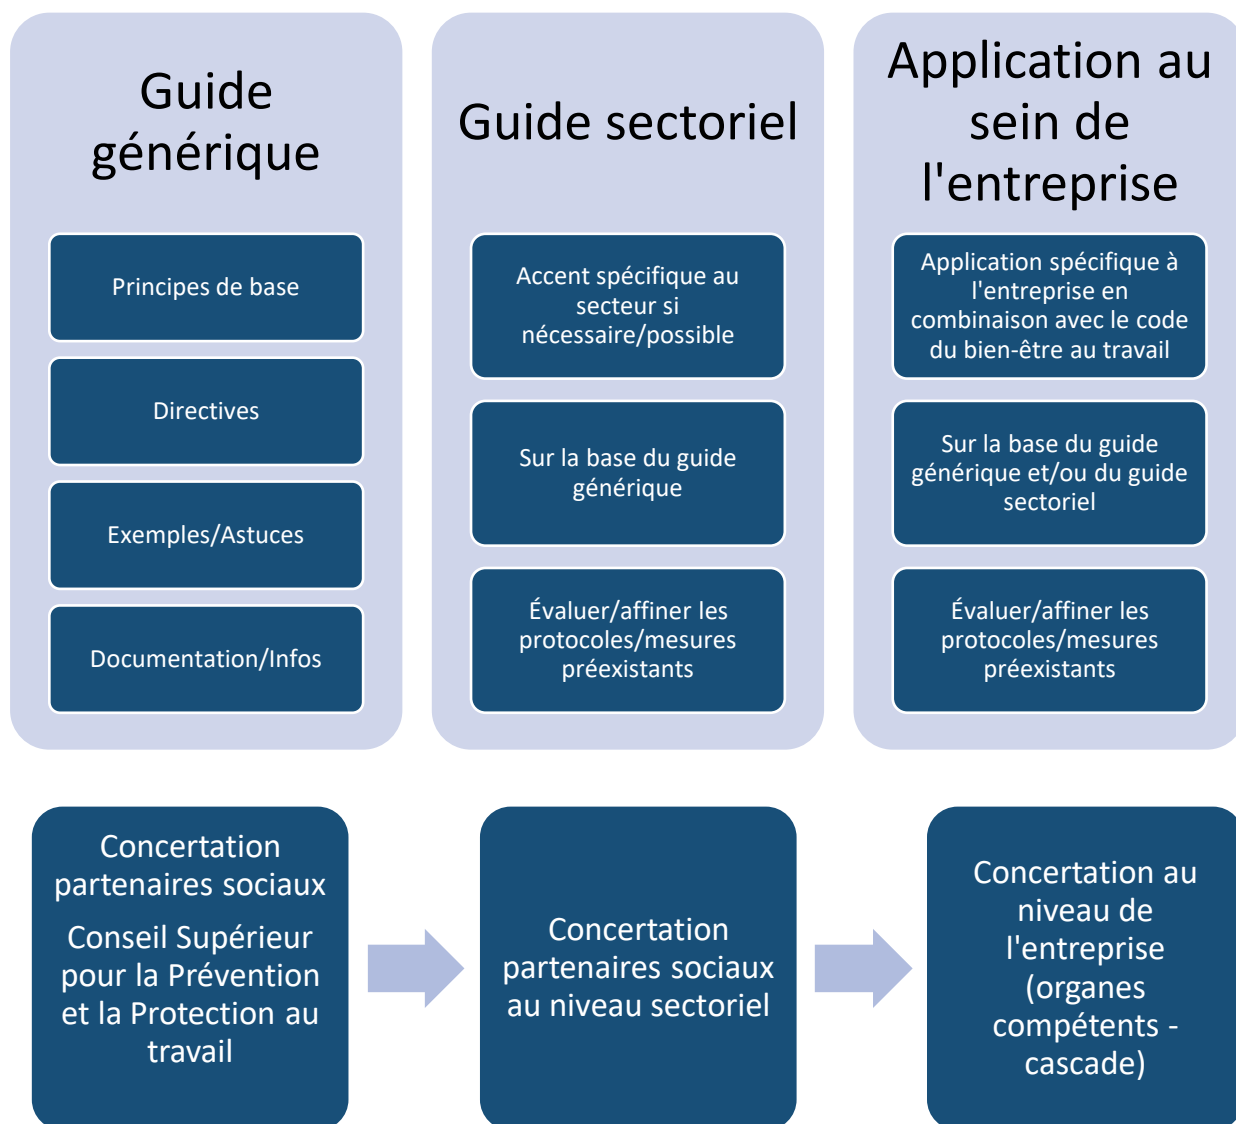 Guide
générique
Principes de base
Directives
Exemples/Astuces
Documentation/Infos
Guide sectoriel
Accent spécifique au
secteur si
nécessaire/possible
Sur la base du guide
générique
Évaluer/affiner les
protocoles/mesures
préexistants
Application au
sein de
l'entreprise
Application spécifique à
l'entreprise en
combinaison avec le code
du bien-être au travail
Sur la base du guide
générique et/ou du guide
sectoriel
Évaluer/affiner les
protocoles/mesures
préexistants
Concertation
partenaires sociaux
Conseil Supérieur
pour la Prévention
et la Protection au
travail
Concertation
partenaires sociaux
au niveau sectoriel
Concertation au
niveau de
l'entreprise
(organes
compétents -
cascade)